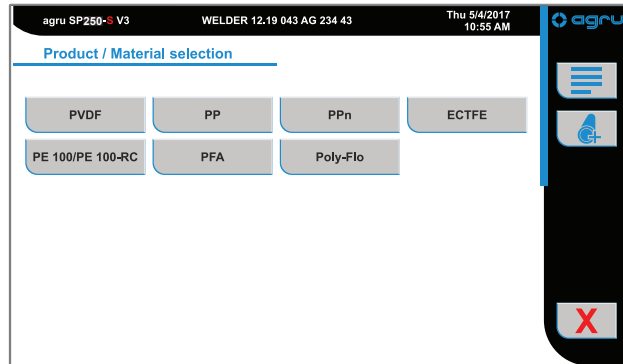 agru SP250-S V3 WELDER 12.19 043 AG 234 43 Thu 5/4/2017
10:55 AM
agru
Product / Material selection
PVDF PP PPn ECTFE
PE 100/PE 100-RC PFA Poly-Flo
X